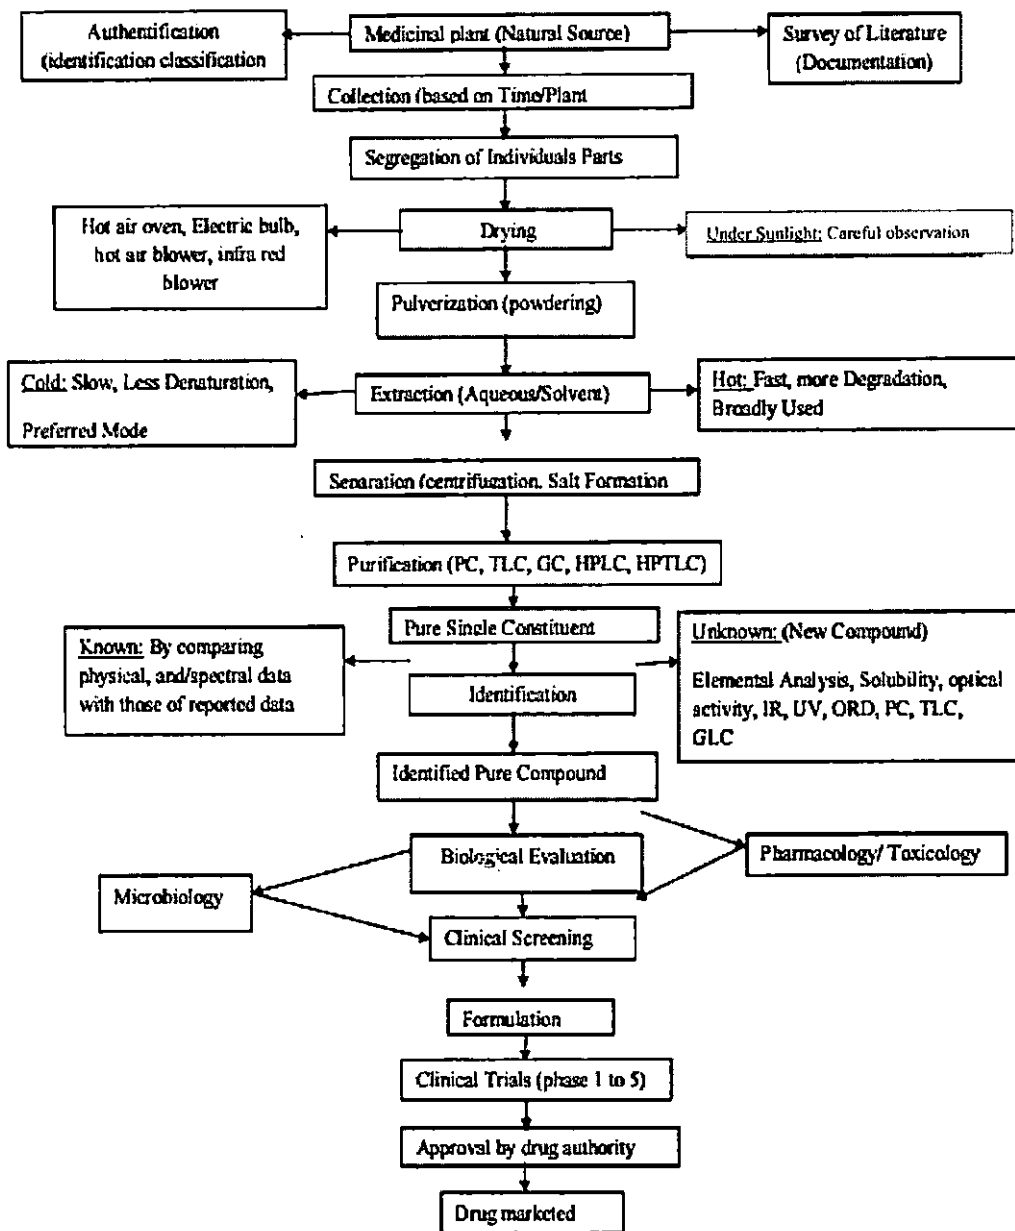 Authentification
(identification classification
Medicinal plant (Natural Source)
Survey of Literature
(Documentation)
Collection (based on Time/Plant
Segregation of Individuals Parts
Hot air oven, Electric bulb,
hot air blower, infra red
blower
Drying
Under Sunlight: Careful observation
Pulverization (powdering)
Cold: Slow, Less Denaturation,
Preferred Mode
Extraction (Aqueous/Solvent)
Hot: Fast, more Degradation,
Broadly Used
Separation (centrifugation. Salt Formation
Purification (PC, TLC, GC, HPLC, HPTLC)
Pure Single Constituent
Known: By comparing
physical, and/spectral data
with those of reported data
Identification
Unknown: (New Compound)
Elemental Analysis, Solubility, optical
activity, IR, UV, ORD, PC, TLC,
GLC
Identified Pure Compound
Biological Evaluation
Pharmacology/ Toxicology
Microbiology
Clinical Screening
Formulation
Clinical Trials (phase 1 to 5)
Approval by drug authority
Drug marketed